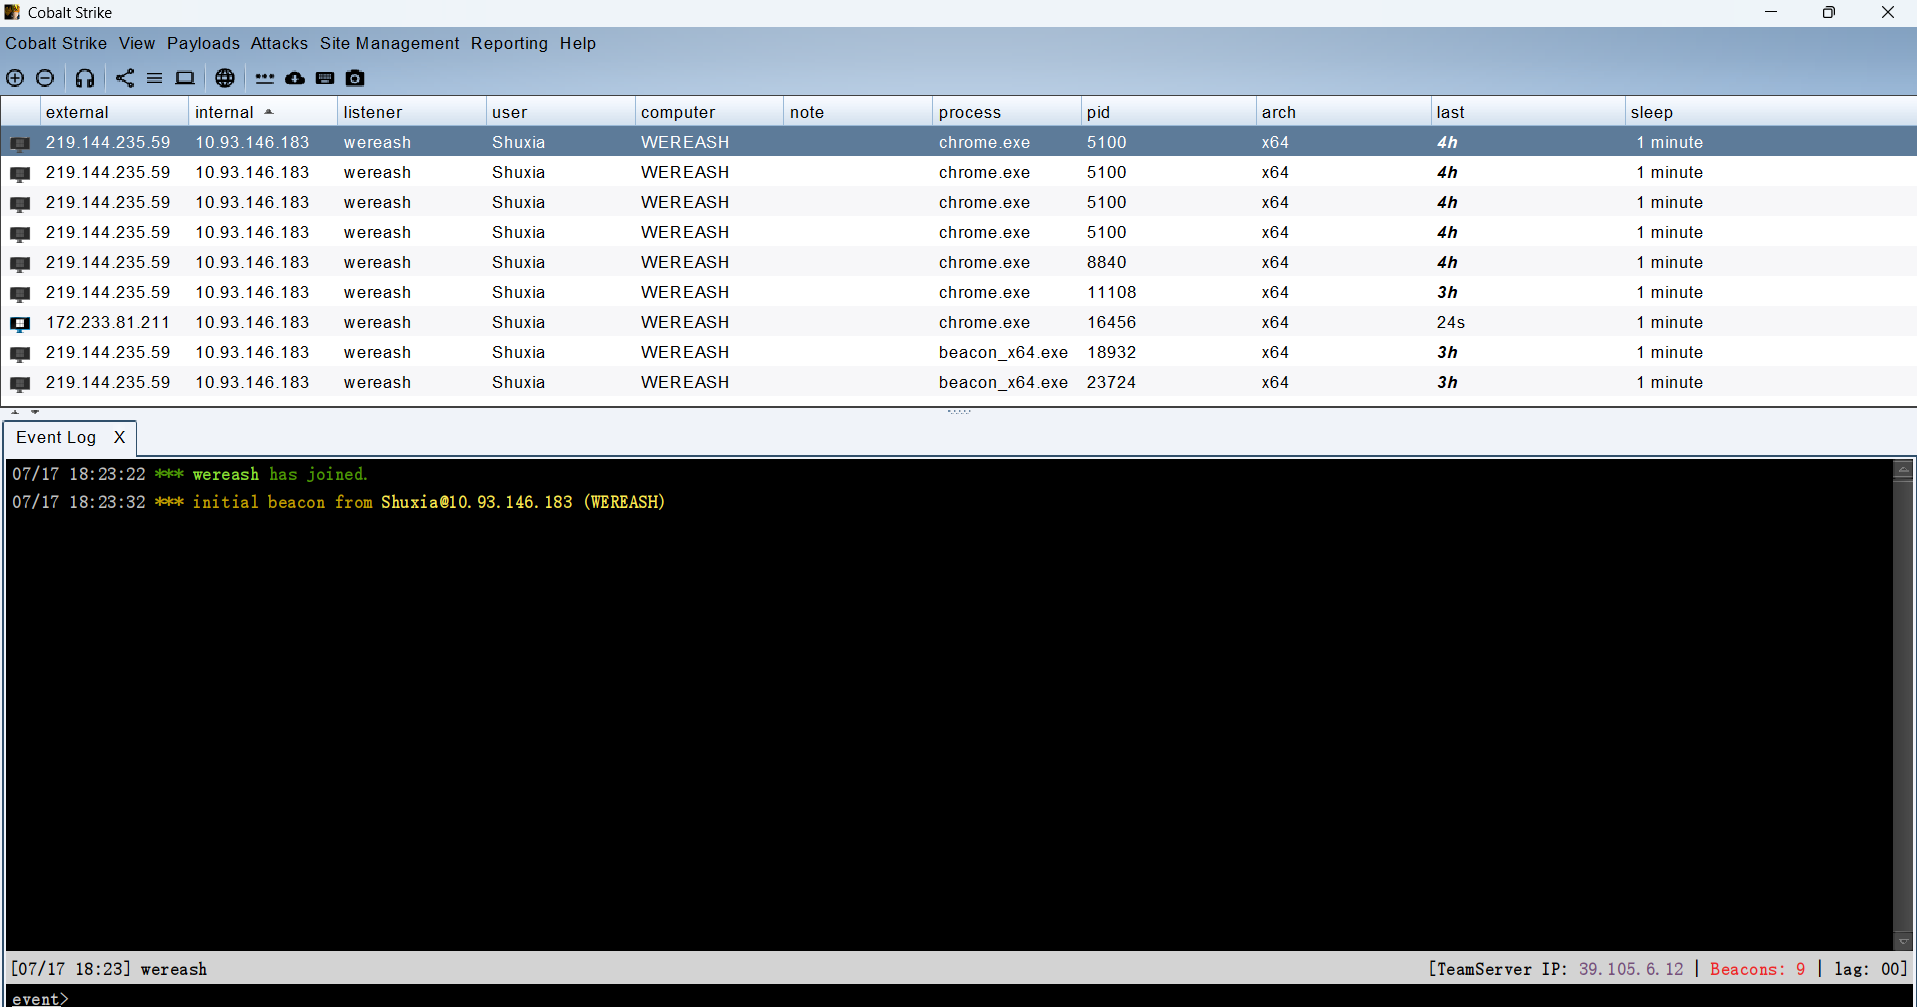 Cobalt Strike
Cobalt Strike View Payloads Attacks Site Management Reporting Help
external internal listener user computer note process pid arch last sleep
219.144.235.59 10.93.146.183 wereash Shuxia WEREASH chrome.exe 5100 x64 4h 1 minute
219.144.235.59 10.93.146.183 wereash Shuxia WEREASH chrome.exe 5100 x64 4h 1 minute
219.144.235.59 10.93.146.183 wereash Shuxia WEREASH chrome.exe 5100 x64 4h 1 minute
219.144.235.59 10.93.146.183 wereash Shuxia WEREASH chrome.exe 5100 x64 4h 1 minute
219.144.235.59 10.93.146.183 wereash Shuxia WEREASH chrome.exe 8840 x64 4h 1 minute
219.144.235.59 10.93.146.183 wereash Shuxia WEREASH chrome.exe 11108 x64 3h 1 minute
172.233.81.211 10.93.146.183 wereash Shuxia WEREASH chrome.exe 16456 x64 24s 1 minute
219.144.235.59 10.93.146.183 wereash Shuxia WEREASH beacon_x64.exe 18932 x64 3h 1 minute
219.144.235.59 10.93.146.183 wereash Shuxia WEREASH beacon_x64.exe 23724 x64 3h 1 minute
Event Log X
07/17 18:23:22 *** wereash has joined.
07/17 18:23:32 *** initial beacon from Shuxia@10.93.146.183 (WEREASH)
[07/17 18:23] wereash [TeamServer IP: 39.105.6.12 | Beacons: 9 | lag: 00]
event>